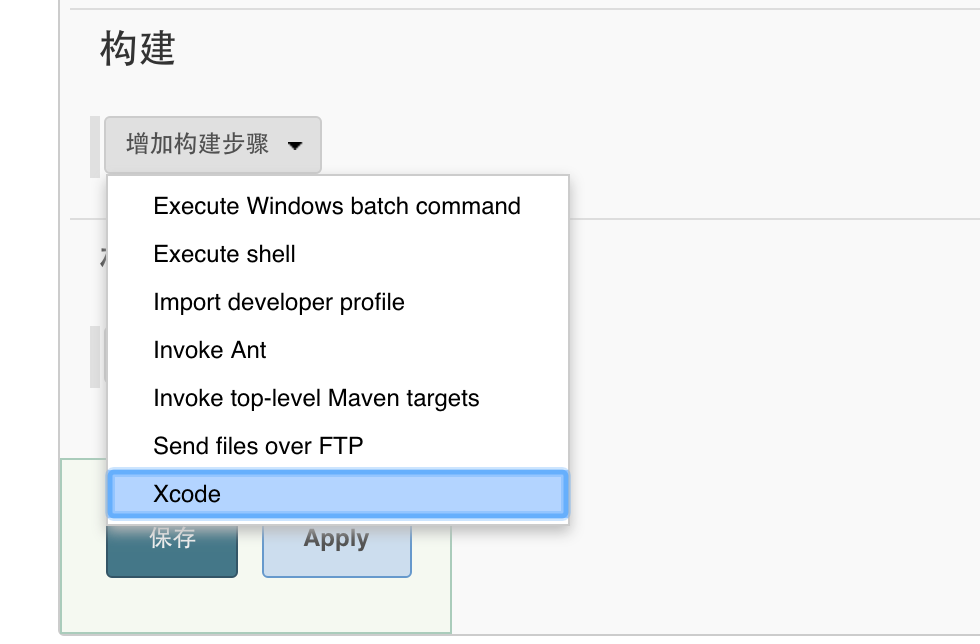 构建
增加构建步骤
Execute Windows batch command
Execute shell
Import developer profile
Invoke Ant
Invoke top-level Maven targets
Send files over FTP
Xcode
保存
Apply